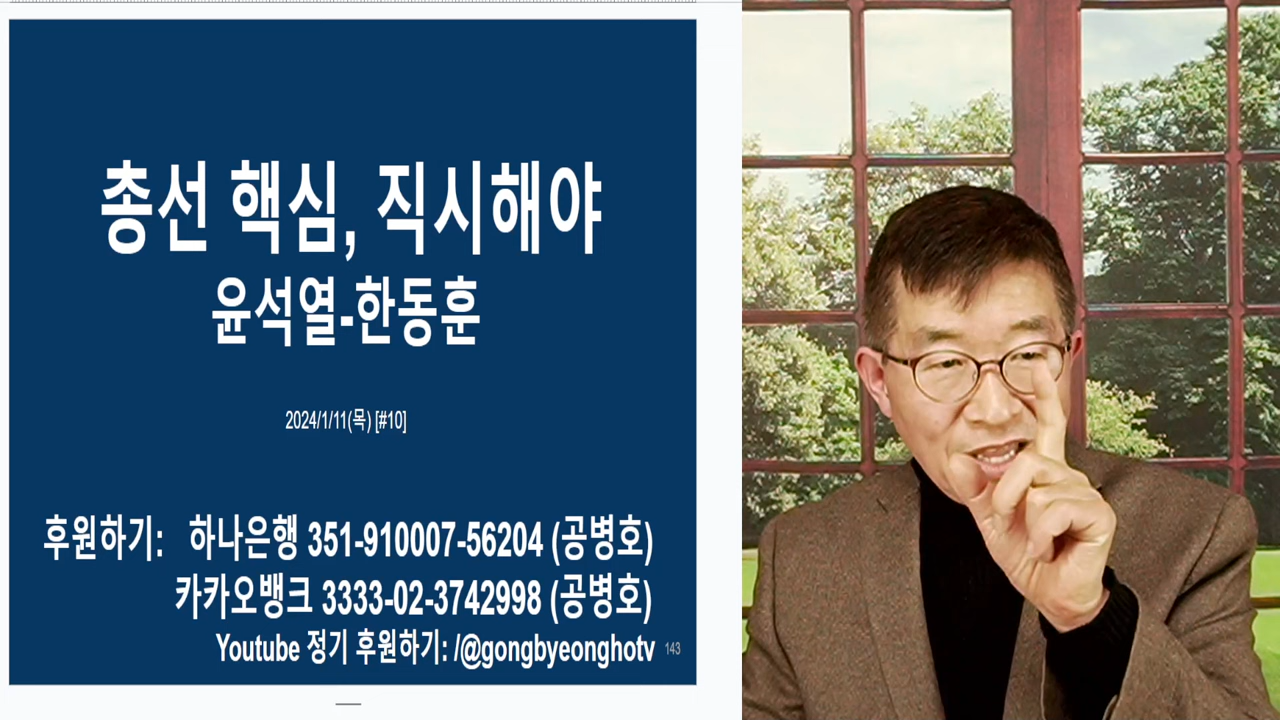 총선 핵심, 직시해야
윤석열-한동훈
2024/1/11(목) [#10]
후원하기: 하나은행 351-910007-56204 (공병호)
카카오뱅크 3333-02-3742998 (공병호)
Youtube 정기 후원하기: /@gongbyeonghotv
143